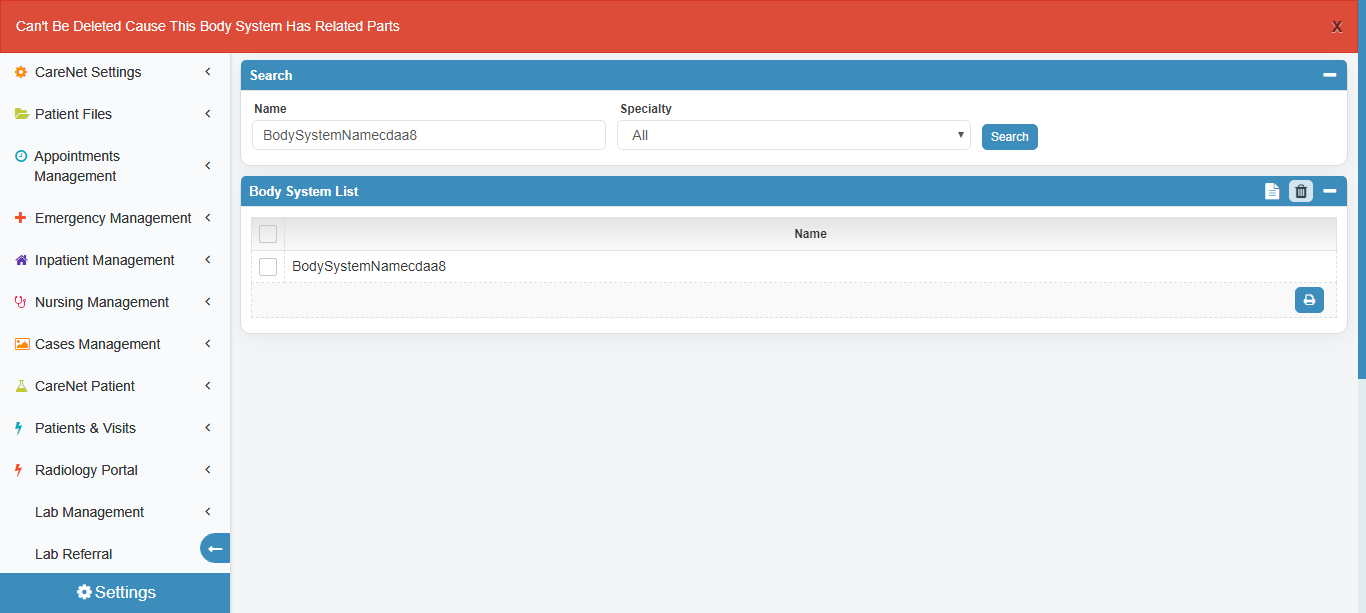 Can't Be Deleted Cause This Body System Has Related Parts
X
CareNet Settings
Patient Files
Appointments
Management
Emergency Management
Inpatient Management
Nursing Management
Cases Management
CareNet Patient
Patients & Visits
Radiology Portal
Lab Management
Lab Referral
Settings
Search
Name
Specialty
BodySystemNamecdaa8
All
Search
Body System List
Name
BodySystemNamecdaa8